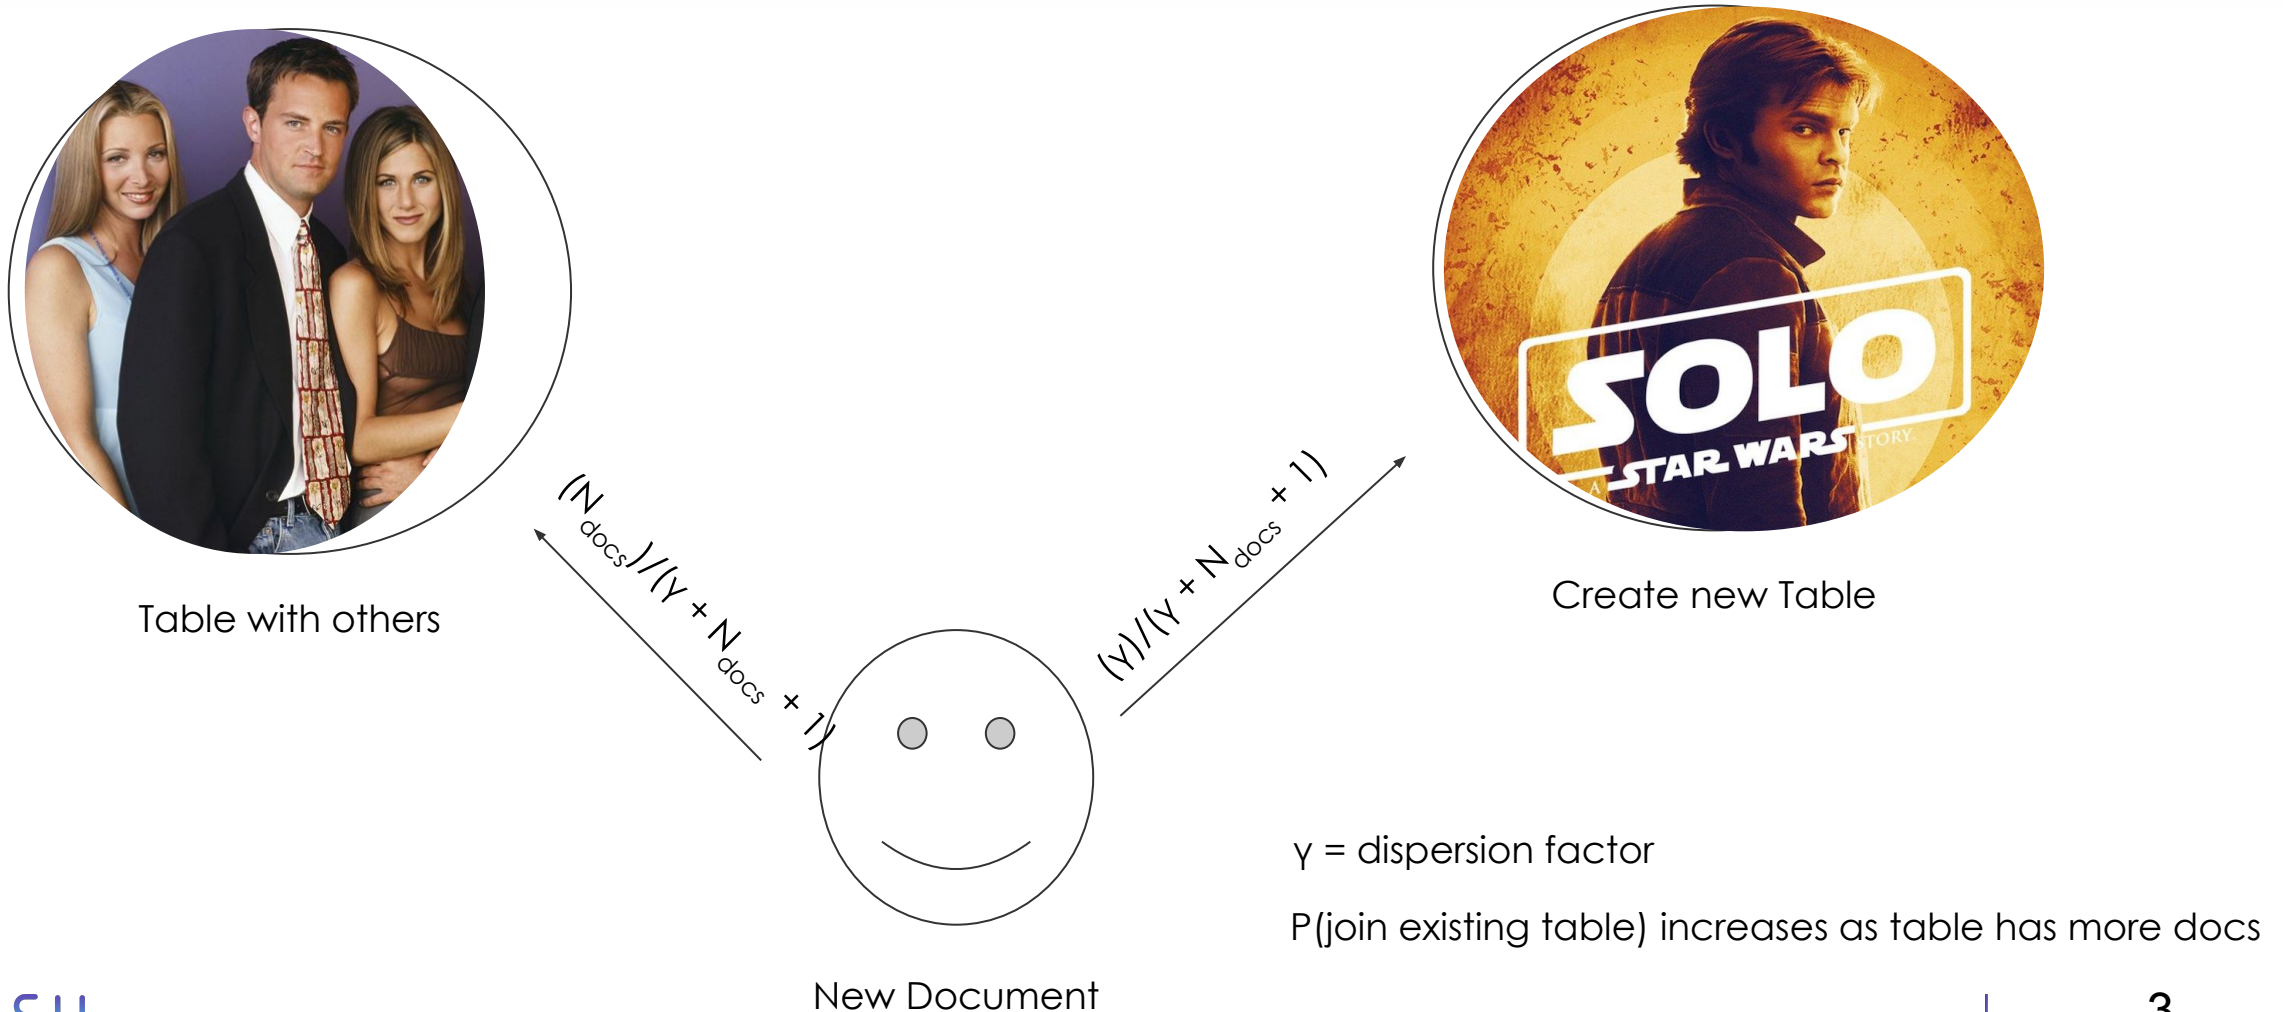 SOLO
A STAR WARS STORY.
(N docs)/(γ + N docs + 1)
(γ)/(γ + N docs + 1)
Table with others
Create new Table
γ = dispersion factor
P(join existing table) increases as table has more docs
New Document
3